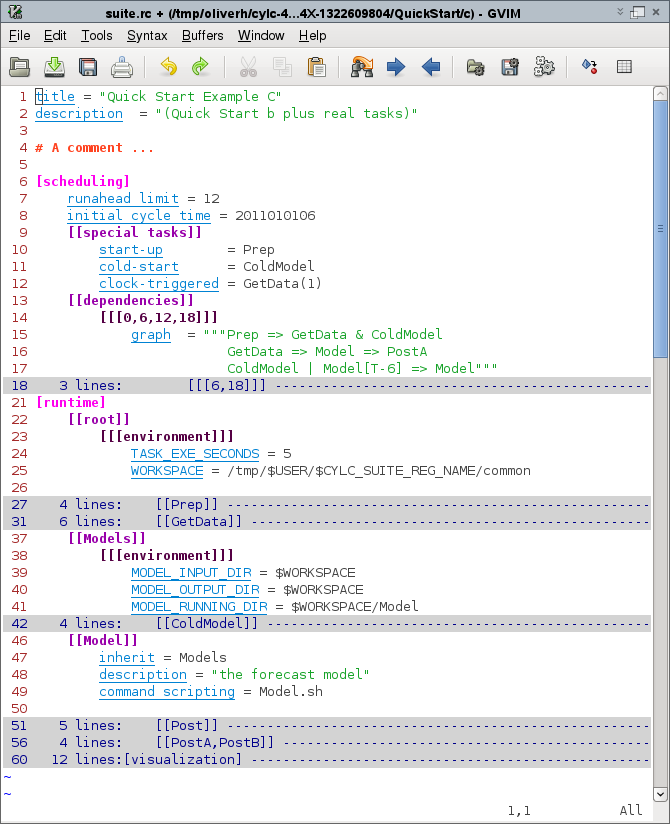 suite.rc + (/tmp/oliverh/cylc-4...4X-1322609804/QuickStart/c) - GVIM
File Edit Tools Syntax Buffers Window Help
1 title = "Quick Start Example C"
2 description  = "(Quick Start b plus real tasks)"
3
4 # A comment ...
5
6 [scheduling]
7     runahead limit = 12
8     initial cycle time = 2011010106
9     [[special tasks]]
10         start-up        = Prep
11         cold-start      = ColdModel
12         clock-triggered = GetData(1)
13     [[dependencies]]
14         [[[0,6,12,18]]]
15             graph  = """Prep => GetData & ColdModel
16                         GetData => Model => PostA
17                         ColdModel | Model[T-6] => Model"""
18    3 lines:        [[[6,18]]] -----------------------------------------------
21 [runtime]
22     [[root]]
23         [[[environment]]]
24             TASK_EXE_SECONDS = 5
25             WORKSPACE = /tmp/$USER/$CYLC_SUITE_REG_NAME/common
26
27    4 lines:    [[Prep]] -----------------------------------------------------
31    6 lines:    [[GetData]] --------------------------------------------------
37     [[Models]]
38         [[[environment]]]
39             MODEL_INPUT_DIR = $WORKSPACE
40             MODEL_OUTPUT_DIR = $WORKSPACE
41             MODEL_RUNNING_DIR = $WORKSPACE/Model
42    4 lines:    [[ColdModel]] ------------------------------------------------
46     [[Model]]
47         inherit = Models
48         description = "the forecast model"
49         command scripting = Model.sh
50
51    5 lines:    [[Post]] -----------------------------------------------------
56    4 lines:    [[PostA,PostB]] ----------------------------------------------
60   12 lines:[visualization] ---------------------------------------------------
~
~
1,1 All